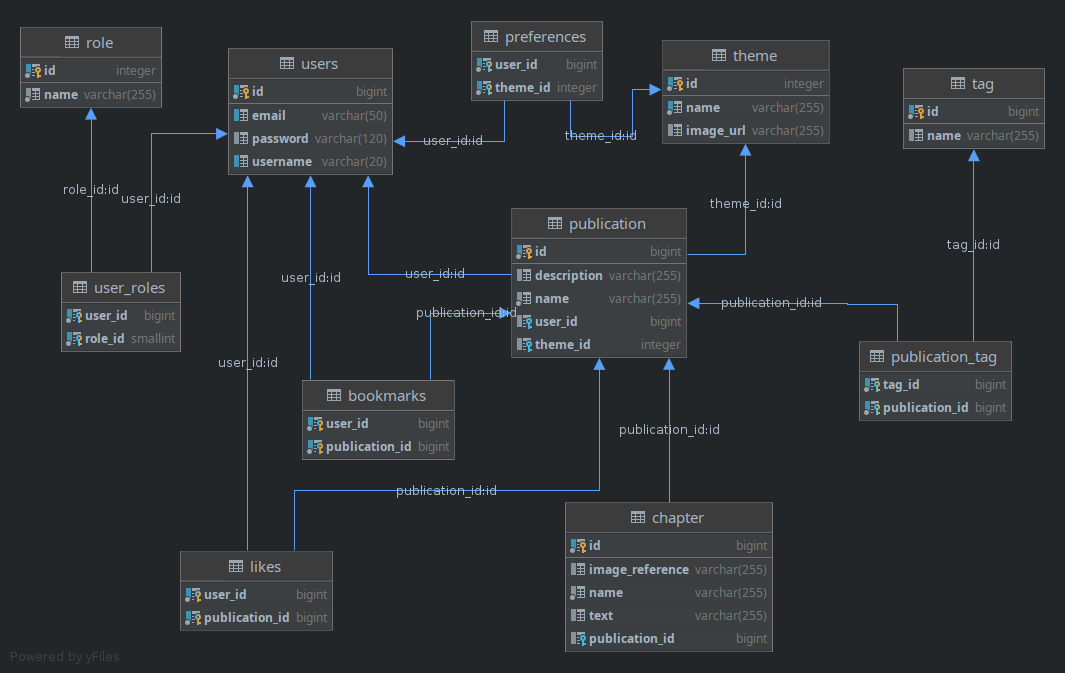 role
id integer
name varchar(255)
users
id bigint
email varchar(50)
password varchar(120)
username varchar(20)
preferences
user_id bigint
theme_id integer
theme
id integer
name varchar(255)
image_url varchar(255)
tag
id bigint
name varchar(255)
user_id:id
theme_id:id
role_id:id
user_id:id
theme_id:id
publication
id bigint
description varchar(255)
name varchar(255)
user_id bigint
theme_id integer
tag_id:id
user_id:id
user_id:id
publication_id:id
publication_id:id
user_roles
user_id bigint
role_id smallint
publication_tag
tag_id bigint
publication_id bigint
user_id:id
bookmarks
user_id bigint
publication_id bigint
publication_id:id
publication_id:id
chapter
id bigint
image_reference varchar(255)
name varchar(255)
text varchar(255)
publication_id bigint
likes
user_id bigint
publication_id bigint
Powered by yFiles